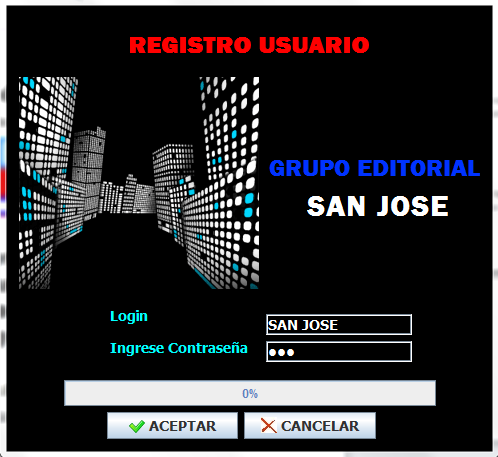 REGISTRO USUARIO
GRUPO EDITORIAL
SAN JOSE
Login
SAN JOSE
Ingrese Contraseña
●●●
0%
ACEPTAR
CANCELAR